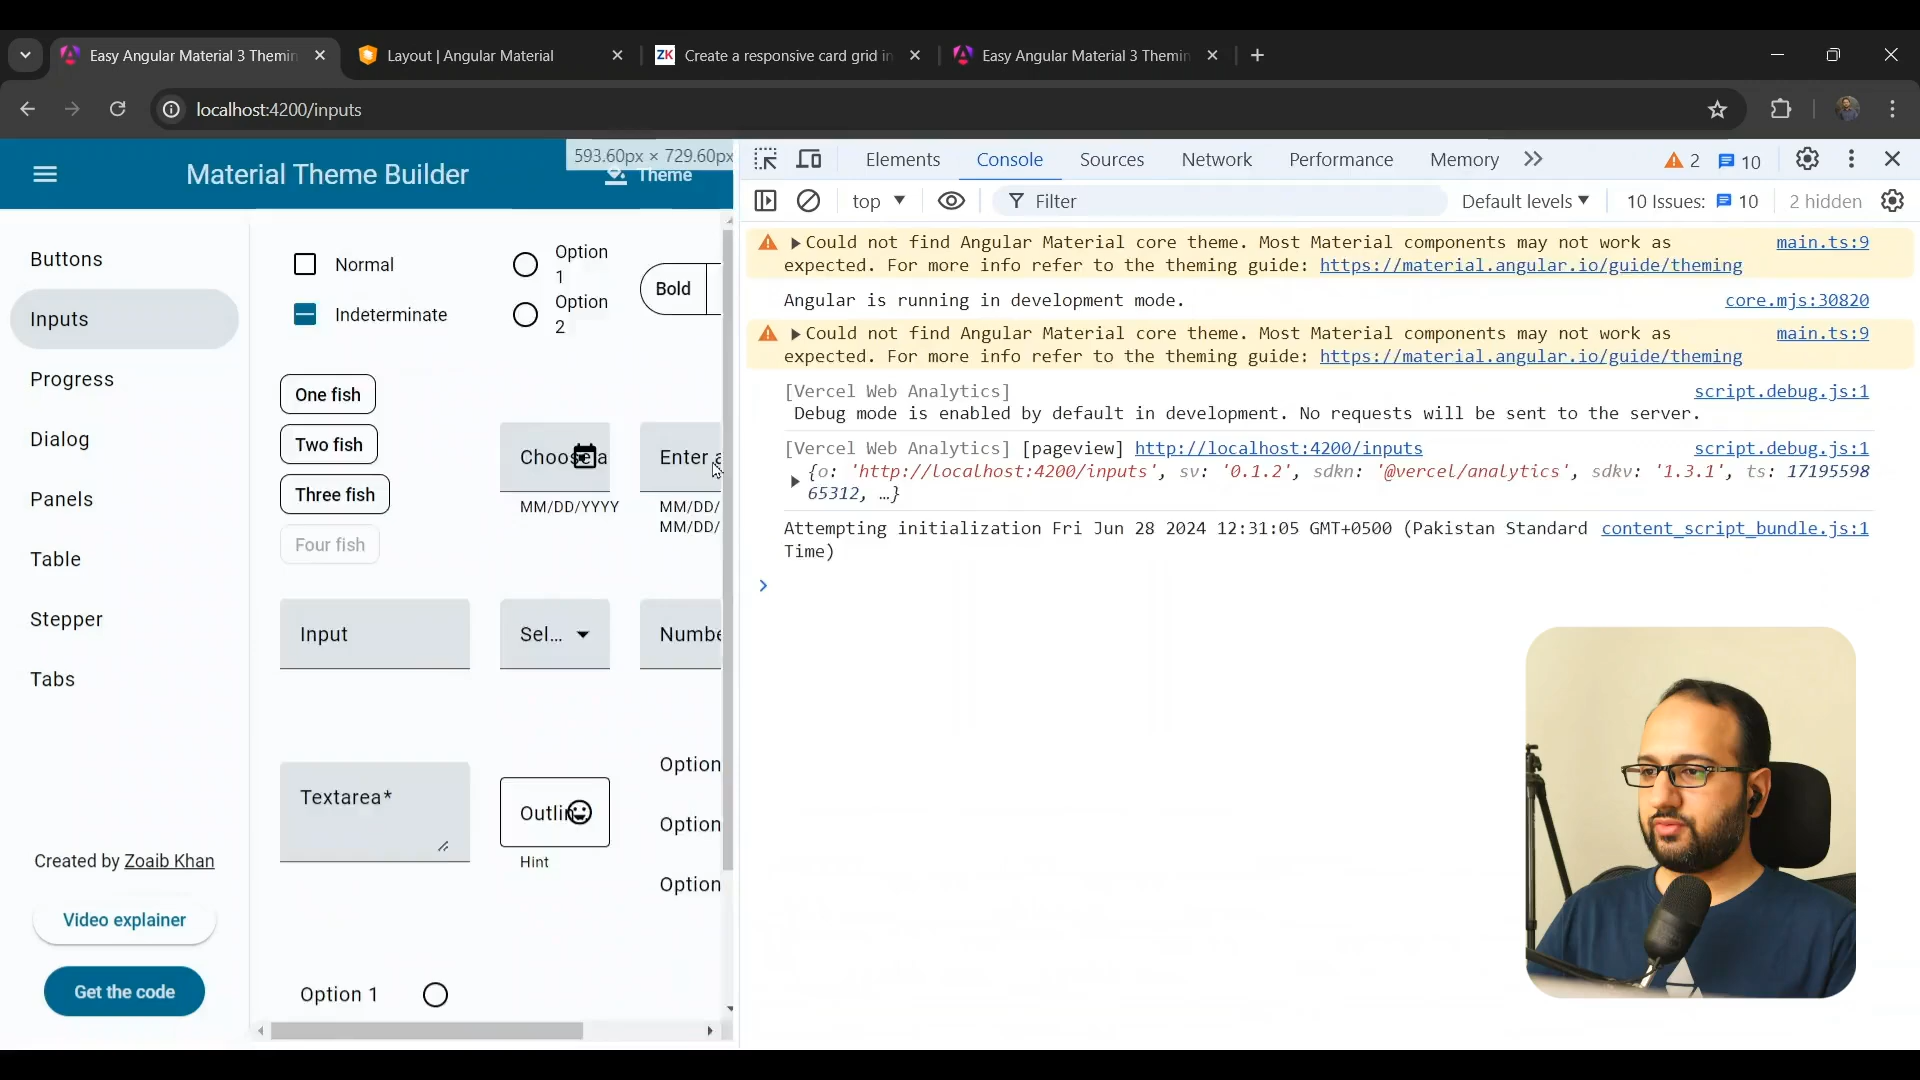 Easy Angular Material 3 Themin
Layout | Angular Material
ZK
Create a responsive card grid in
Easy Angular Material 3 Themin
localhost:4200/inputs
Material Theme Builder
593.60px × 729.60px
Theme
Buttons
Inputs
Progress
Dialog
Panels
Table
Stepper
Tabs
Created by Zoaib Khan
Video explainer
Get the code
Normal
Indeterminate
Option
1
Option
2
Bold
One fish
Two fish
Three fish
Four fish
Choose a
MM/DD/YYYY
Enter a
MM/DD/
MM/DD/
Input
Sel...
Numbe
Textarea*
Outlin
Hint
Option
Option
Option
Option 1
Elements
Console
Sources
Network
Performance
Memory
2
10
top
Filter
Default levels
10 Issues:
10
2 hidden
Could not find Angular Material core theme. Most Material components may not work as
main.ts:9
expected. For more info refer to the theming guide: https://material.angular.io/guide/theming
Angular is running in development mode.
core.mjs:30820
Could not find Angular Material core theme. Most Material components may not work as
main.ts:9
expected. For more info refer to the theming guide: https://material.angular.io/guide/theming
[Vercel Web Analytics]
script.debug.js:1
Debug mode is enabled by default in development. No requests will be sent to the server.
[Vercel Web Analytics] [pageview] http://localhost:4200/inputs
script.debug.js:1
{o: 'http://localhost:4200/inputs', sv: '0.1.2', sdkn: '@vercel/analytics', sdkv: '1.3.1', ts: 17195598
65312, …}
Attempting initialization Fri Jun 28 2024 12:31:05 GMT+0500 (Pakistan Standard
content_script_bundle.js:1
Time)